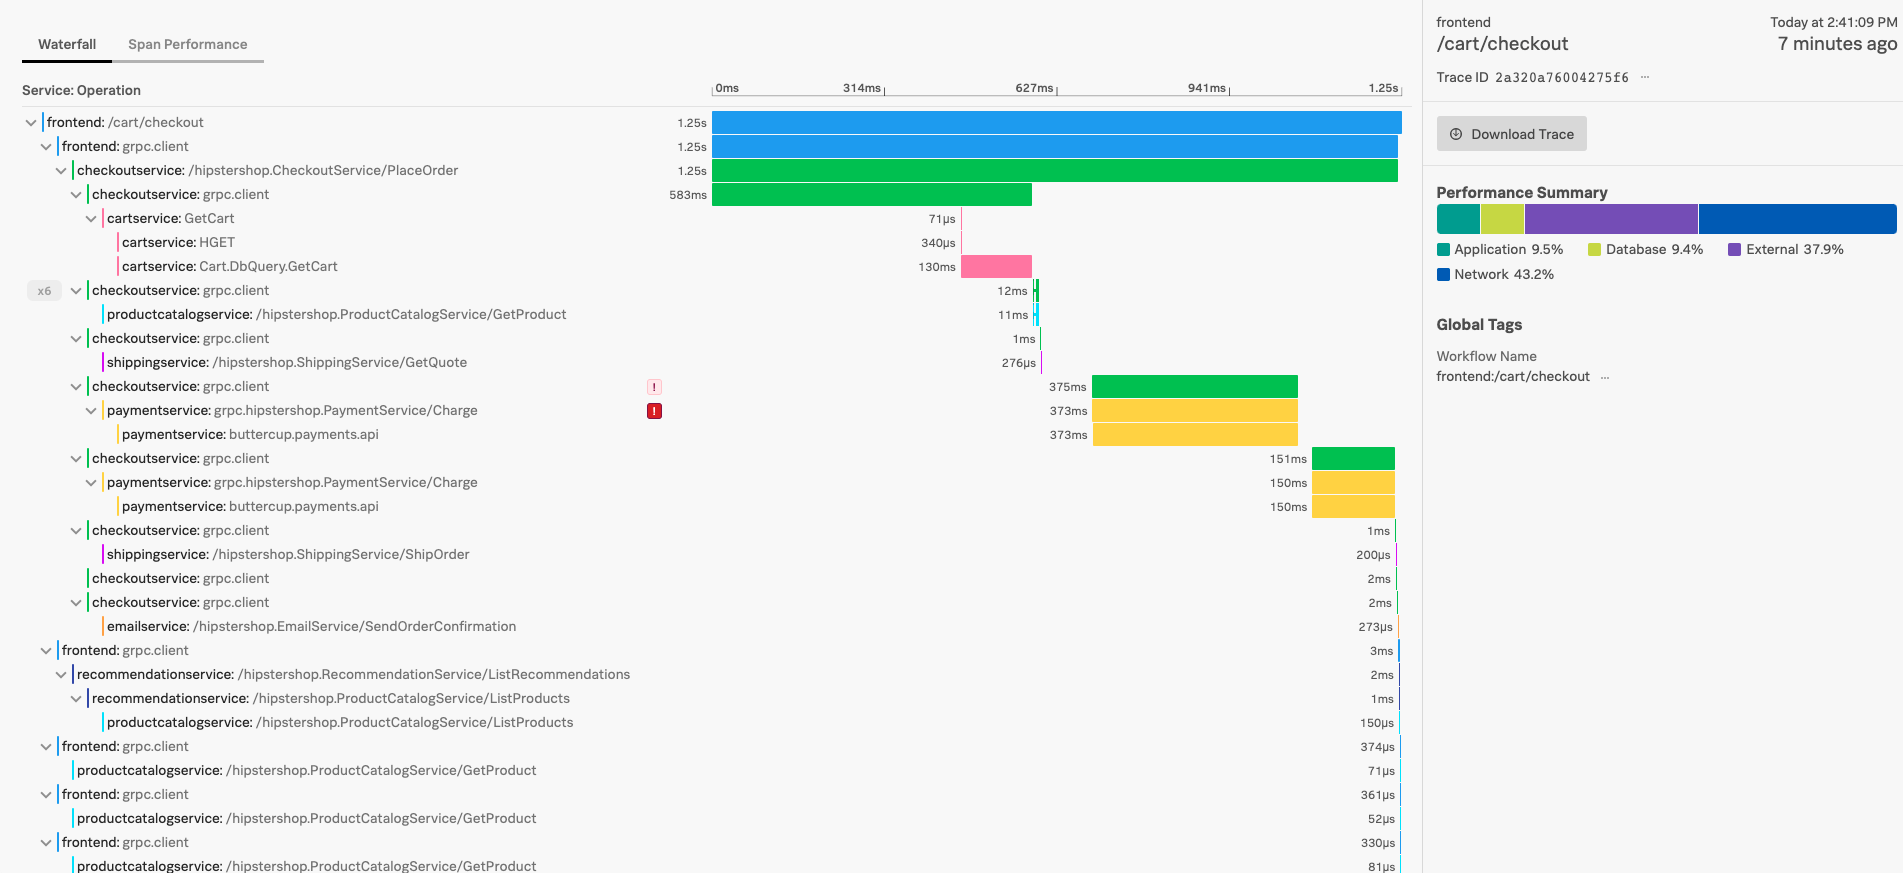 Waterfall Span Performance
Service: Operation 0ms 314ms 627ms 941ms 1.25s
frontend: /cart/checkout 1.25s
frontend: grpc.client 1.25s
checkoutservice: /hipstershop.CheckoutService/PlaceOrder 1.25s
checkoutservice: grpc.client 583ms
cartservice: GetCart 71µs
cartservice: HGET 340µs
cartservice: Cart.DbQuery.GetCart 130ms
x6 checkoutservice: grpc.client 12ms
productcatalogservice: /hipstershop.ProductCatalogService/GetProduct 11ms
checkoutservice: grpc.client 1ms
shippingservice: /hipstershop.ShippingService/GetQuote 276µs
checkoutservice: grpc.client ! 375ms
paymentservice: grpc.hipstershop.PaymentService/Charge ! 373ms
paymentservice: buttercup.payments.api 373ms
checkoutservice: grpc.client 151ms
paymentservice: grpc.hipstershop.PaymentService/Charge 150ms
paymentservice: buttercup.payments.api 150ms
checkoutservice: grpc.client 1ms
shippingservice: /hipstershop.ShippingService/ShipOrder 200µs
checkoutservice: grpc.client 2ms
checkoutservice: grpc.client 2ms
emailservice: /hipstershop.EmailService/SendOrderConfirmation 273µs
frontend: grpc.client 3ms
recommendationservice: /hipstershop.RecommendationService/ListRecommendations 2ms
recommendationservice: /hipstershop.ProductCatalogService/ListProducts 1ms
productcatalogservice: /hipstershop.ProductCatalogService/ListProducts 150µs
frontend: grpc.client 374µs
productcatalogservice: /hipstershop.ProductCatalogService/GetProduct 71µs
frontend: grpc.client 361µs
productcatalogservice: /hipstershop.ProductCatalogService/GetProduct 52µs
frontend: grpc.client 330µs
productcatalogservice: /hipstershop.ProductCatalogService/GetProduct 81µs
frontend Today at 2:41:09 PM
/cart/checkout 7 minutes ago
Trace ID 2a320a76004275f6 ...
Download Trace
Performance Summary
Application 9.5% Database 9.4% External 37.9%
Network 43.2%
Global Tags
Workflow Name
frontend:/cart/checkout ...